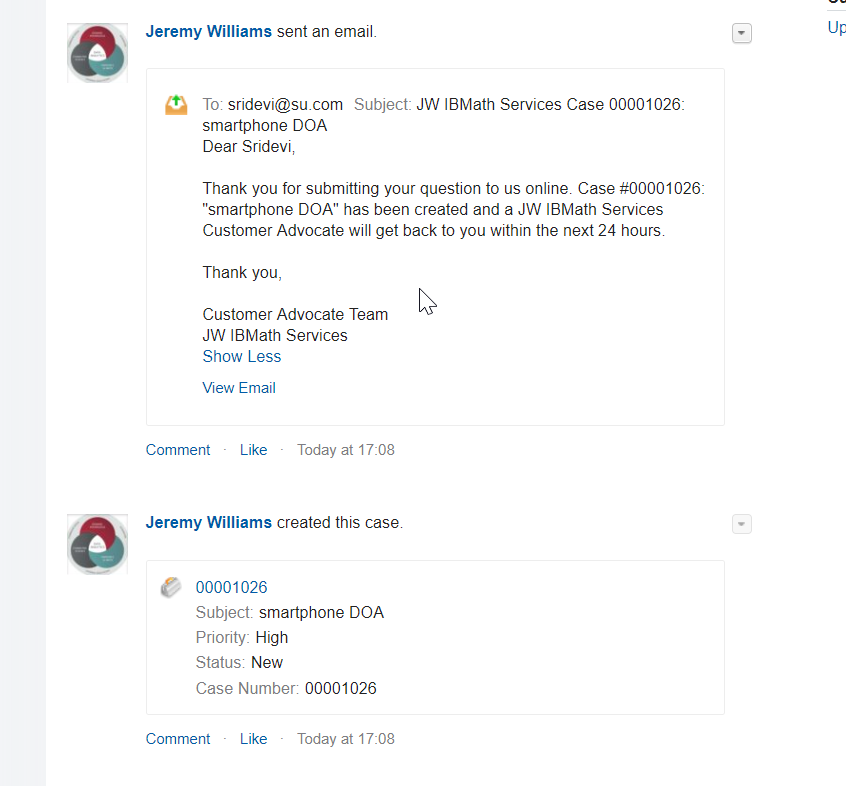 Jeremy Williams sent an email.
Up
To: sridevi@su.com Subject: JW IBMath Services Case 00001026:
smartphone DOA
Dear Sridevi,
Thank you for submitting your question to us online. Case #00001026:
"smartphone DOA" has been created and a JW IBMath Services
Customer Advocate will get back to you within the next 24 hours.
Thank you,
Customer Advocate Team
JW IBMath Services
Show Less
View Email
Comment · Like · Today at 17:08
Jeremy Williams created this case.
00001026
Subject: smartphone DOA
Priority: High
Status: New
Case Number: 00001026
Comment · Like · Today at 17:08